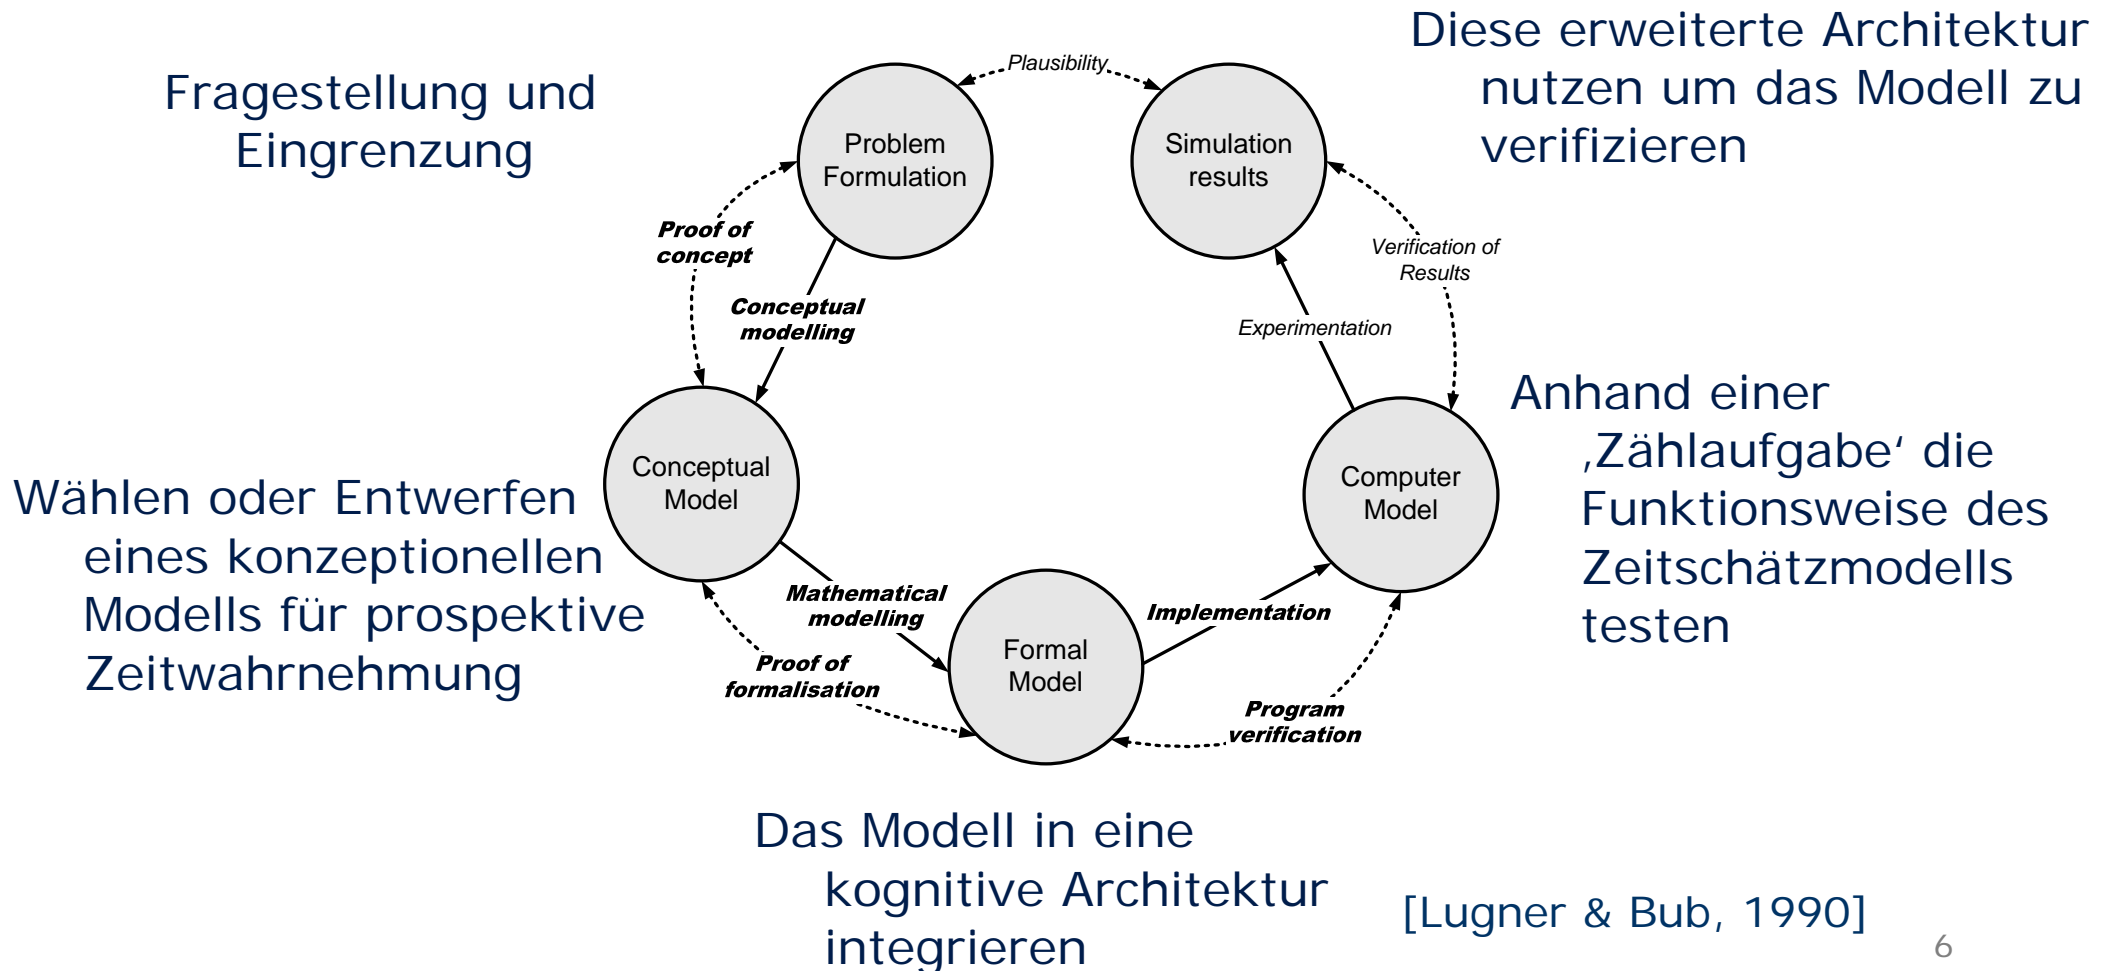 Fragestellung und
Eingrenzung
Plausibility
Diese erweiterte Architektur
nutzen um das Modell zu
verifizieren
Problem
Formulation
Simulation
results
Proof of
concept
Conceptual
modelling
Verification of
Results
Experimentation
Wählen oder Entwerfen
eines konzeptionellen
Modells für prospektive
Zeitwahrnehmung
Conceptual
Model
Computer
Model
Anhand einer
‚Zählaufgabe‘ die
Funktionsweise des
Zeitschätzmodells
testen
Mathematical
modelling
Implementation
Proof of
formalisation
Formal
Model
Program
verification
Das Modell in eine
kognitive Architektur
integrieren
[Lugner & Bub, 1990]
6